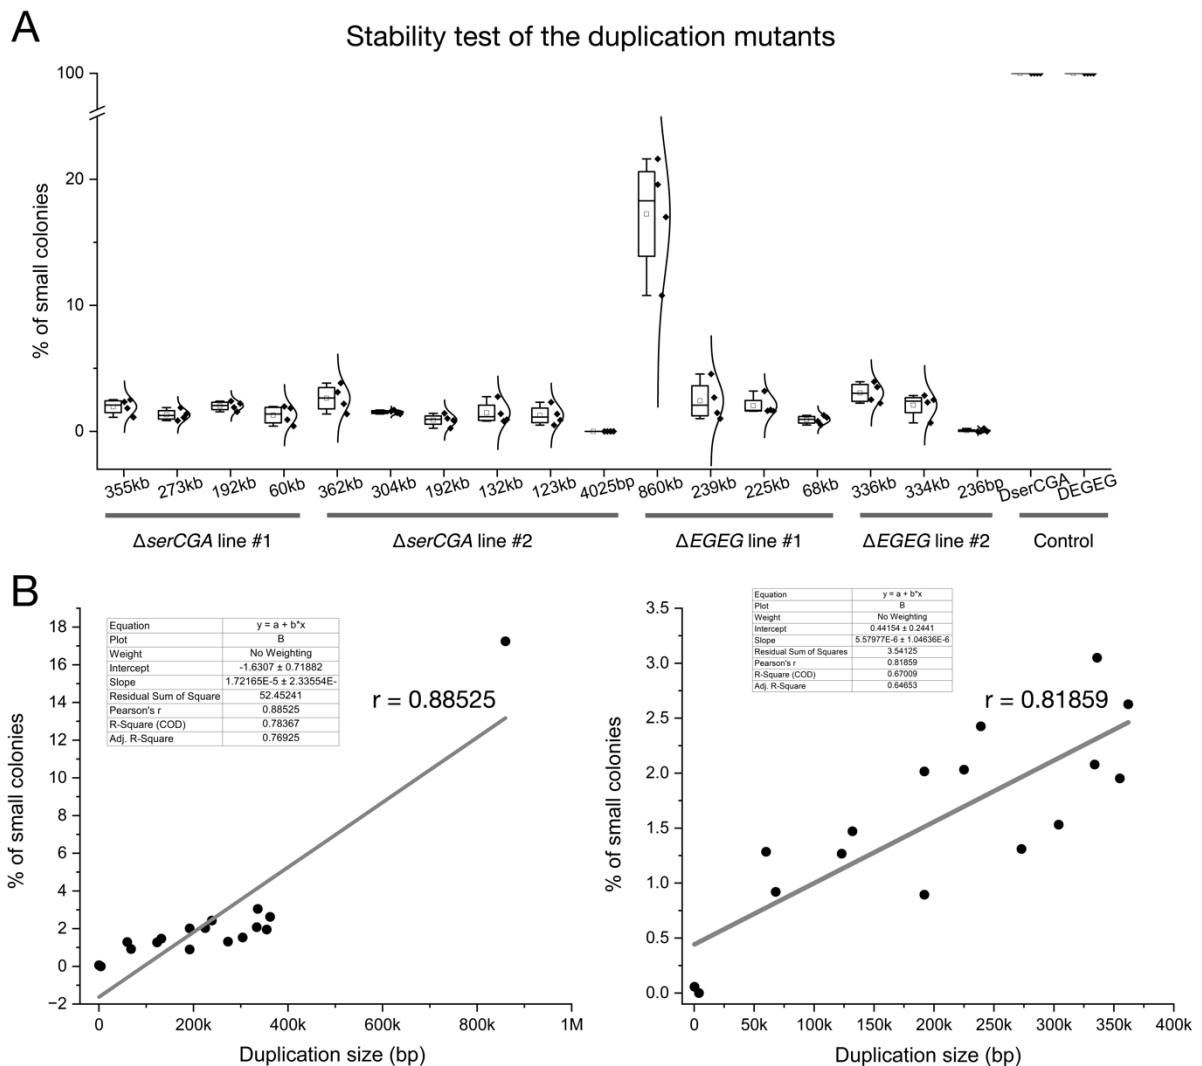 A
Stability test of the duplication mutants
100
20
10
0
% of small colonies
355kb 273kb 192kb 60kb 362kb 304kb 192kb 132kb 123kb 4025bp 860kb 239kb 225kb 68kb 336kb 334kb 236bp DserCGA DEGEG
ΔserCGA line #1 ΔserCGA line #2 ΔEGEG line #1 ΔEGEG line #2 Control
B
18
16
14
12
10
8
6
4
2
0
−2
% of small colonies
Equation y = a + b*x
Plot B
Weight No Weighting
Intercept -1.6307 ± 0.71882
Slope 1.72165E-5 ± 2.33554E-
Residual Sum of Square 52.45241
Pearson's r 0.88525
R-Square (COD) 0.78367
Adj. R-Square 0.76925
r = 0.88525
0 200k 400k 600k 800k 1M
Duplication size (bp)
3.5
3.0
2.5
2.0
1.5
1.0
0.5
0.0
% of small colonies
Equation y = a + b*x
Plot B
Weight No Weighting
Intercept 0.44154 ± 0.2441
Slope 5.57977E-6 ± 1.04636E-6
Residual Sum of Squares 3.54125
Pearson's r 0.81859
R-Square (COD) 0.67009
Adj. R-Square 0.64653
r = 0.81859
0 50k 100k 150k 200k 250k 300k 350k 400k
Duplication size (bp)